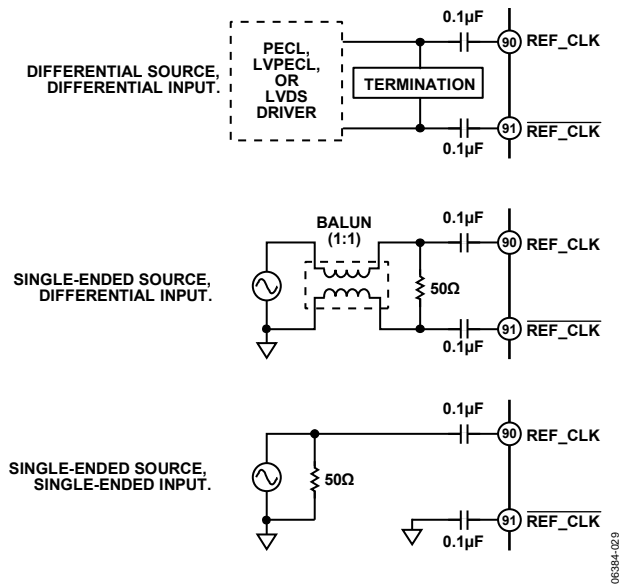 0.1µF
90 REF_CLK
PECL,
LVPECL,
OR
LVDS
DRIVER
DIFFERENTIAL SOURCE,
DIFFERENTIAL INPUT.
TERMINATION
91 REF_CLK
0.1µF
BALUN
(1:1)
0.1µF
90 REF_CLK
SINGLE-ENDED SOURCE,
DIFFERENTIAL INPUT.
50Ω
91 REF_CLK
0.1µF
0.1µF
90 REF_CLK
SINGLE-ENDED SOURCE,
SINGLE-ENDED INPUT.
50Ω
91 REF_CLK
0.1µF
06384-029